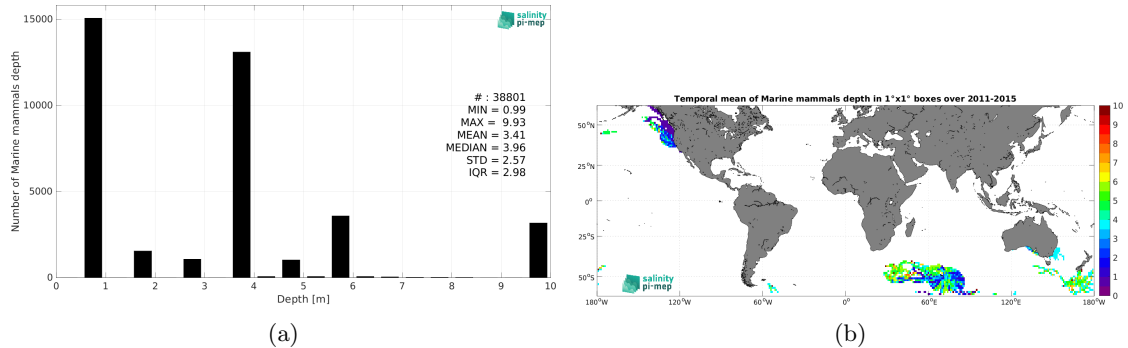 15000
10000
5000
0
Number of Marine mammals depth
salinity
pi-mep
# : 38801
MIN = 0.99
MAX = 9.93
MEAN = 3.41
MEDIAN = 3.96
STD = 2.57
IQR = 2.98
0 1 2 3 4 5 6 7 8 9 10
Depth [m]
(a)
Temporal mean of Marine mammals depth in 1°x1° boxes over 2011-2015
50°N
25°N
0°
25°S
50°S
salinity
pi-mep
180°W 120°W 60°W 0° 60°E 120°E 180°W
10
9
8
7
6
5
4
3
2
1
0
(b)